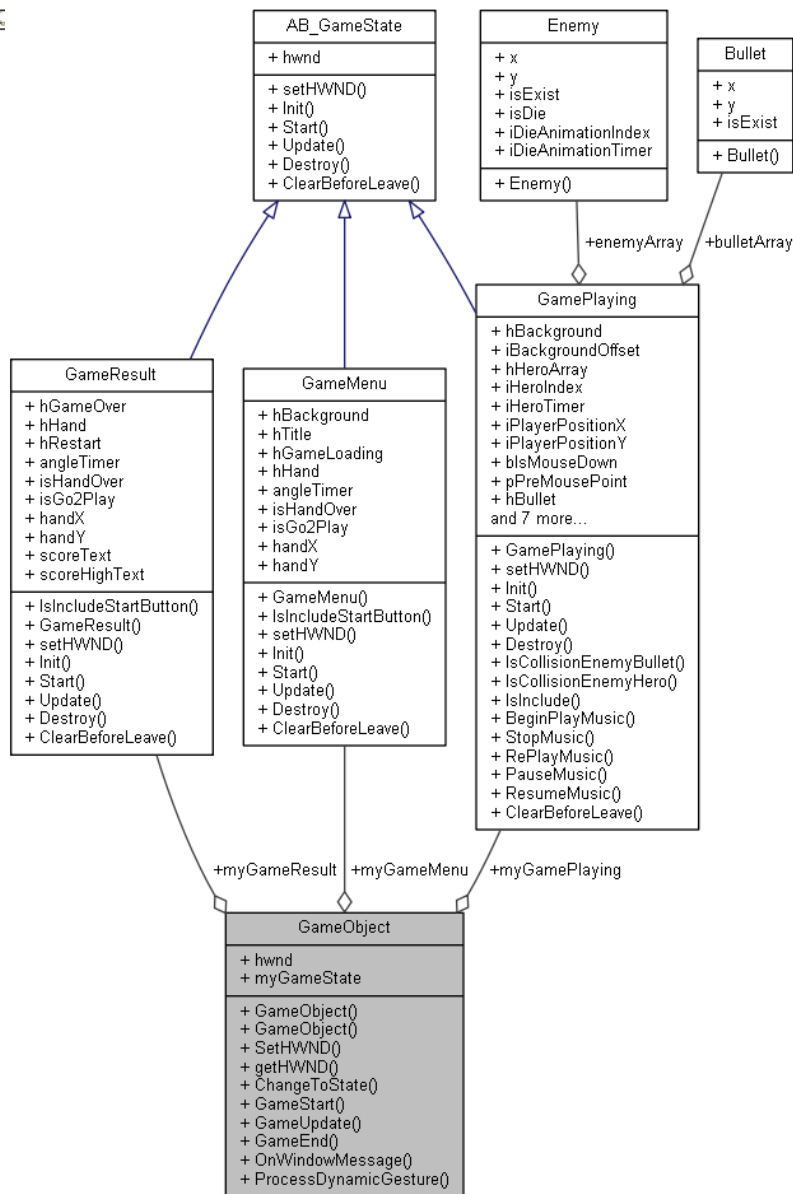 AB_GameState
+ hwnd
+ setHWND()
+ Init()
+ Start()
+ Update()
+ Destroy()
+ ClearBeforeLeave()
Enemy
+ x
+ y
+ isExist
+ isDie
+ iDieAnimationIndex
+ iDieAnimationTimer
+ Enemy()
Bullet
+ x
+ y
+ isExist
+ Bullet()
+enemyArray
+bulletArray
GameResult
+ hGameOver
+ hHand
+ hRestart
+ angleTimer
+ isHandOver
+ isGo2Play
+ handX
+ handY
+ scoreText
+ scoreHighText
+ IsIncludeStartButton()
+ GameResult()
+ setHWND()
+ Init()
+ Start()
+ Update()
+ Destroy()
+ ClearBeforeLeave()
GameMenu
+ hBackground
+ hTitle
+ hGameLoading
+ hHand
+ angleTimer
+ isHandOver
+ isGo2Play
+ handX
+ handY
+ GameMenu()
+ IsIncludeStartButton()
+ setHWND()
+ Init()
+ Start()
+ Update()
+ Destroy()
+ ClearBeforeLeave()
GamePlaying
+ hBackground
+ iBackgroundOffset
+ hHeroArray
+ iHeroIndex
+ iHeroTimer
+ iPlayerPositionX
+ iPlayerPositionY
+ bIsMouseDown
+ pPreMousePoint
+ hBullet
and 7 more...
+ GamePlaying()
+ setHWND()
+ Init()
+ Start()
+ Update()
+ Destroy()
+ IsCollisionEnemyBullet()
+ IsCollisionEnemyHero()
+ IsInclude()
+ BeginPlayMusic()
+ StopMusic()
+ RePlayMusic()
+ PauseMusic()
+ ResumeMusic()
+ ClearBeforeLeave()
+myGameResult
+myGameMenu
+myGamePlaying
GameObject
+ hwnd
+ myGameState
+ GameObject()
+ GameObject()
+ SetHWND()
+ getHWND()
+ ChangeToState()
+ GameStart()
+ GameUpdate()
+ GameEnd()
+ OnWindowMessage()
+ ProcessDynamicGesture()